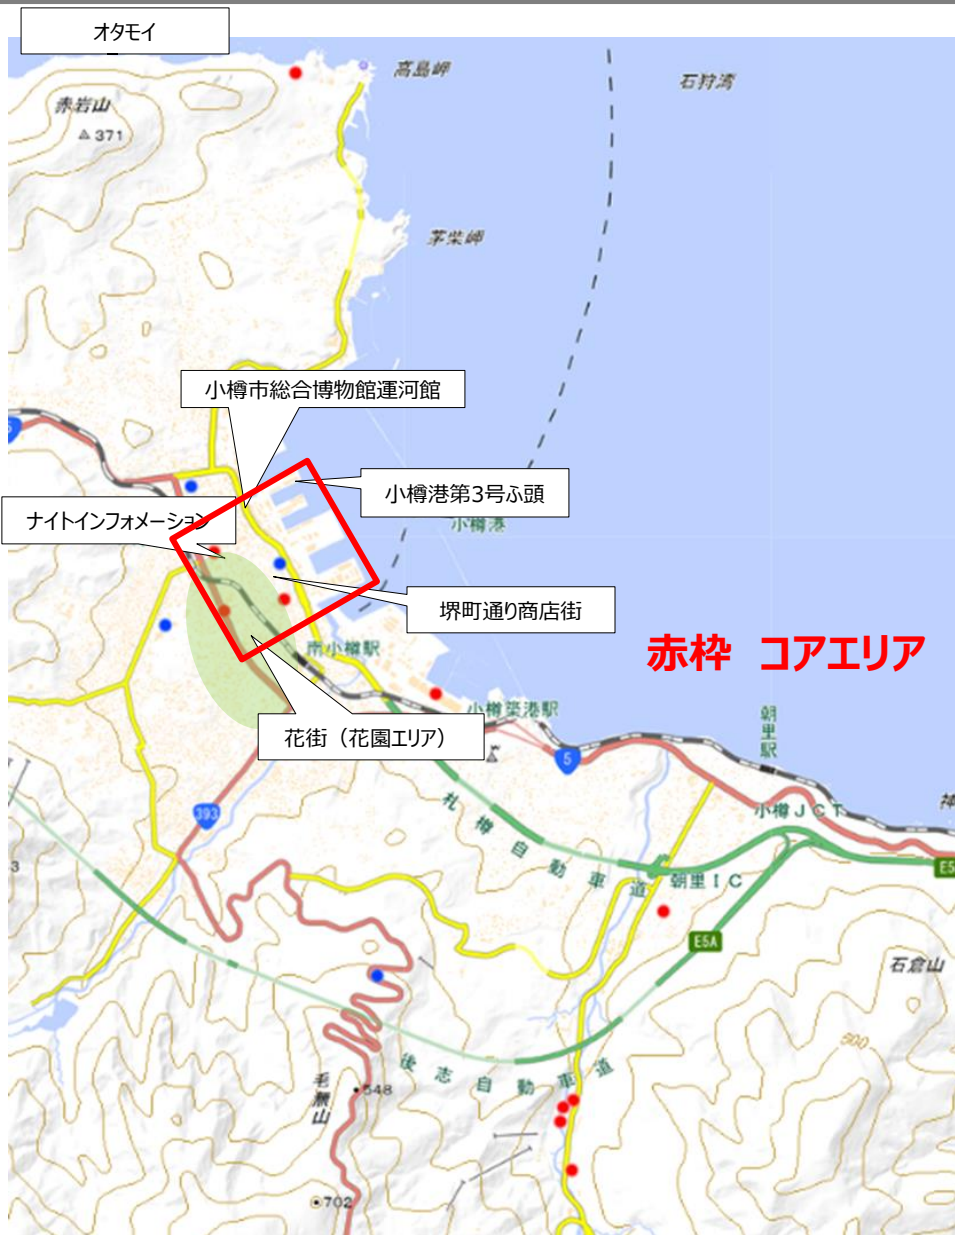 オタモイ
高島岬
石狩湾
赤岩山
371
茅柴岬
小樽市総合博物館運河館
5
小樽港第3号ふ頭
ナイトインフォメーション
小樽港
堺町通り商店街
南小樽駅
赤枠 コアエリア
小樽築港駅
花街（花園エリア）
朝里駅
5
393
小樽JCT
神
札樽自動車道
朝里IC
E5
3
E5A
石倉山
500
後志自動車道
毛無山
548
702